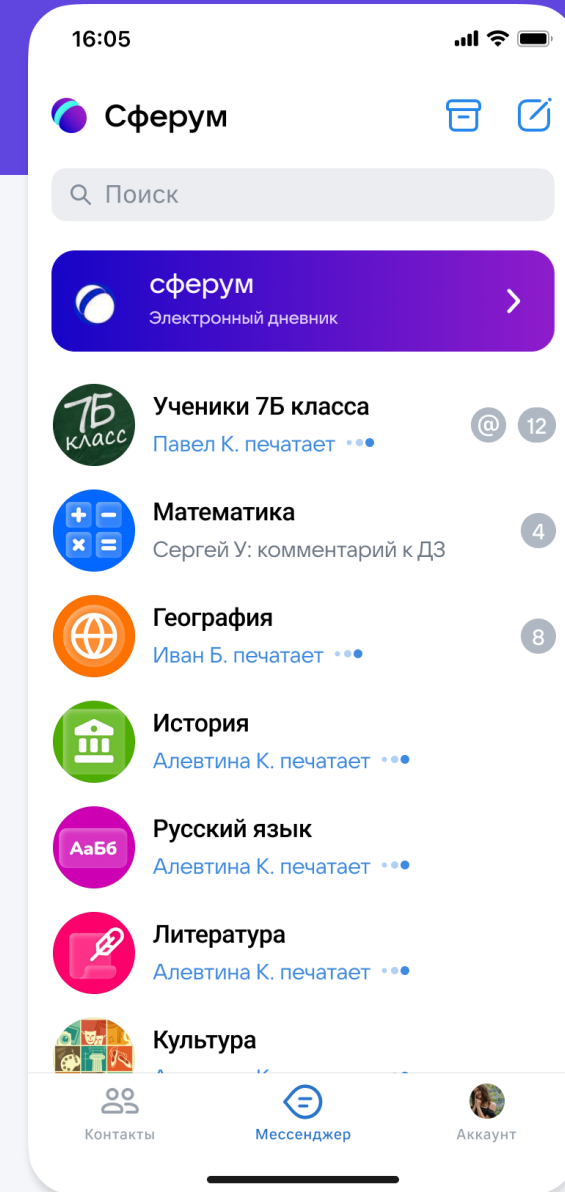 16:05
Сферум
Поиск
сферум
Электронный дневник
7Б
класс
Ученики 7Б класса
@ 12
Павел К. печатает
Математика
4
Сергей У: комментарий к ДЗ
География
8
Иван Б. печатает
История
Алевтина К. печатает
Русский язык
АаБб
Алевтина К. печатает
Литература
Алевтина К. печатает
Культура
Контакты
Мессенджер
Аккаунт